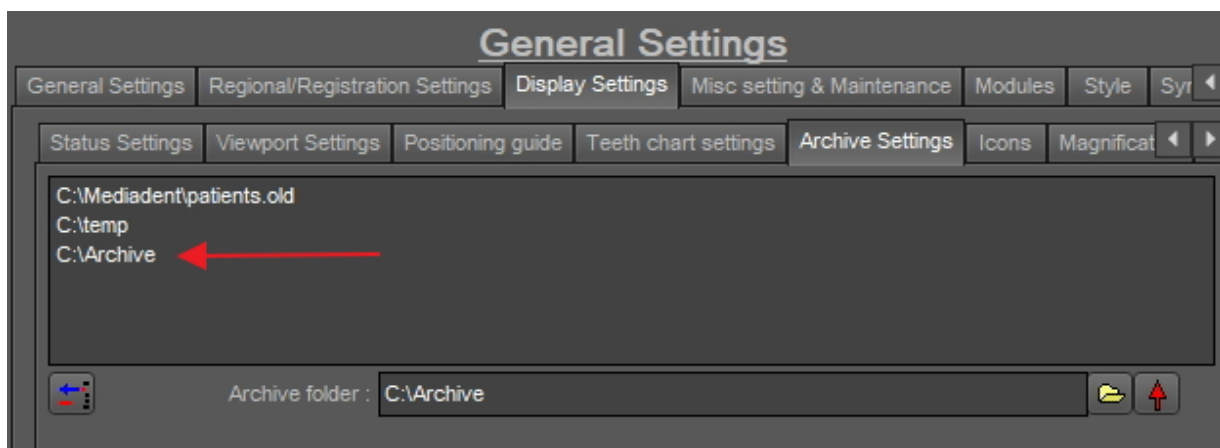 General Settings
General Settings Regional/Registration Settings Display Settings Misc setting & Maintenance Modules Style
Status Settings Viewport Settings Positioning guide Teeth chart settings Archive Settings Icons Magnificat
C:\Mediadent\patients.old
C:\temp
C:\Archive
Archive folder : C:\Archive